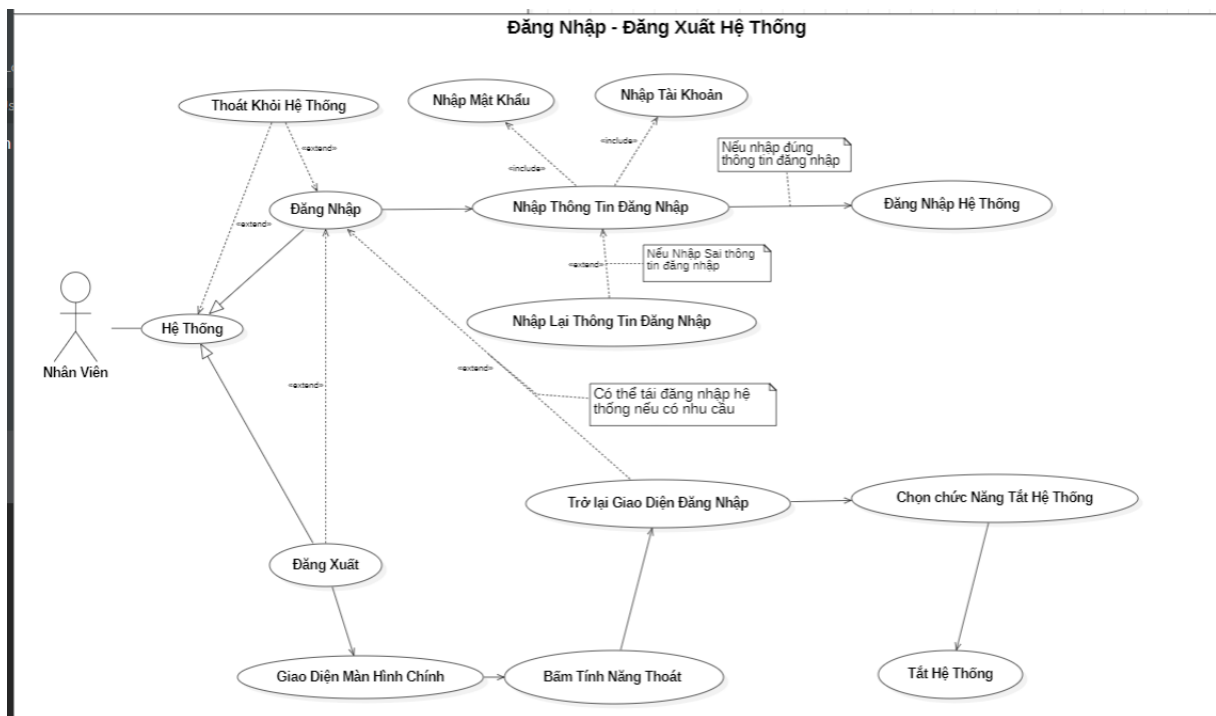 Đăng Nhập - Đăng Xuất Hệ Thống
Thoát Khỏi Hệ Thống
Nhập Mật Khẩu
Nhập Tài Khoản
«extend»
«include»
«include»
Nếu nhập đúng
thông tin đăng nhập
Đăng Nhập
Nhập Thông Tin Đăng Nhập
Đăng Nhập Hệ Thống
«extend»
«extend»
Nếu Nhập Sai thông
tin đăng nhập
Hệ Thống
Nhập Lại Thông Tin Đăng Nhập
Nhân Viên
«extend»
«extend»
Có thể tái đăng nhập hệ
thống nếu có nhu cầu
Trở lại Giao Diện Đăng Nhập
Chọn chức Năng Tắt Hệ Thống
Đăng Xuất
Giao Diện Màn Hình Chính
Bấm Tính Năng Thoát
Tắt Hệ Thống